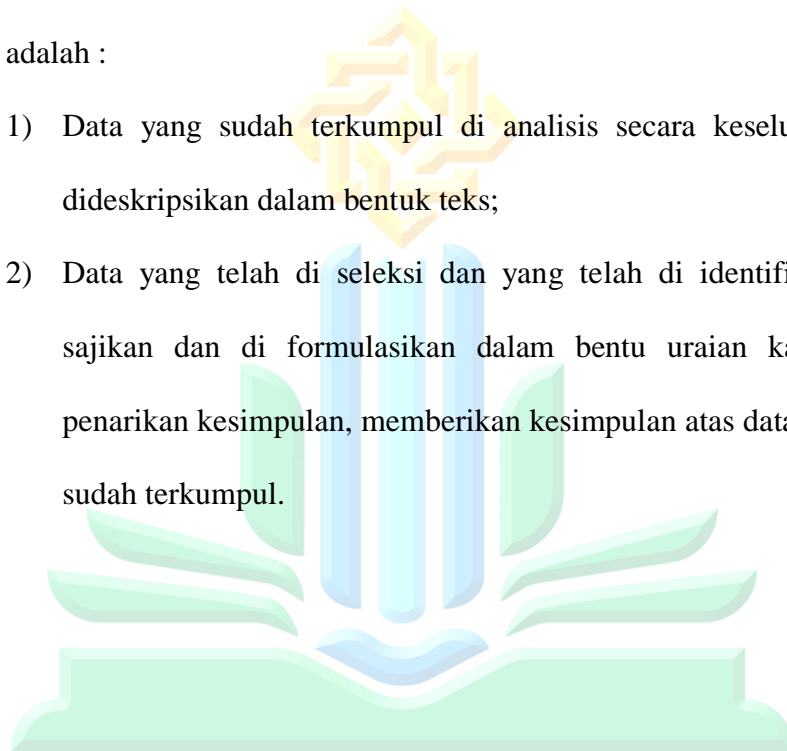 adalah :
1) Data yang sudah terkumpul di analisis secara keselu
dideskripsikan dalam bentuk teks;
2) Data yang telah di seleksi dan yang telah di identifi
sajikan dan di formulasikan dalam bentu uraian ka
penarikan kesimpulan, memberikan kesimpulan atas data
sudah terkumpul.